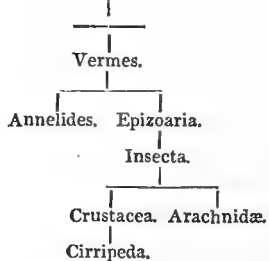 Vermes.
Annelides. Epizoaria.
Insecta.
Crustacea. Arachnidæ.
Cirripeda.